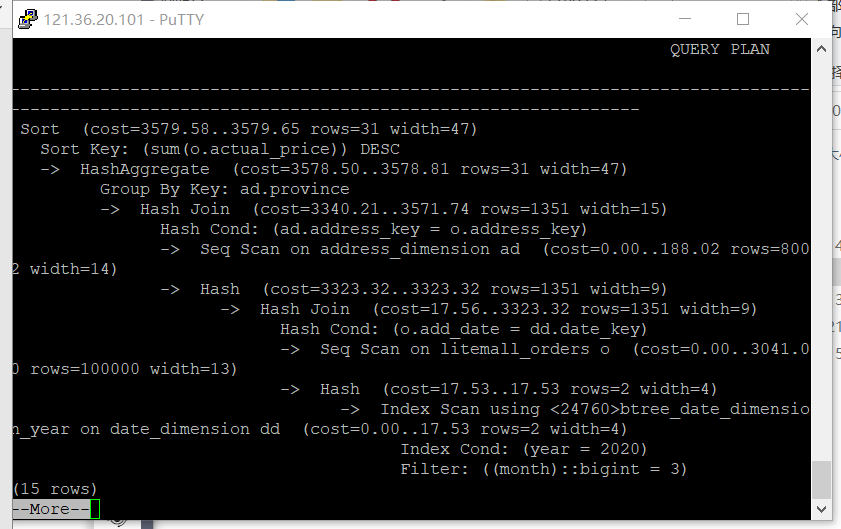 121.36.20.101 - PuTTY
QUERY PLAN
--------------------------------------------------------------------------------
---------------------------------------------------------------
Sort  (cost=3579.58..3579.65 rows=31 width=47)
Sort Key: (sum(o.actual_price)) DESC
->  HashAggregate  (cost=3578.50..3578.81 rows=31 width=47)
Group By Key: ad.province
->  Hash Join  (cost=3340.21..3571.74 rows=1351 width=15)
Hash Cond: (ad.address_key = o.address_key)
->  Seq Scan on address_dimension ad  (cost=0.00..188.02 rows=800
2 width=14)
->  Hash  (cost=3323.32..3323.32 rows=1351 width=9)
->  Hash Join  (cost=17.56..3323.32 rows=1351 width=9)
Hash Cond: (o.add_date = dd.date_key)
->  Seq Scan on litemall_orders o  (cost=0.00..3041.0
0 rows=100000 width=13)
->  Hash  (cost=17.53..17.53 rows=2 width=4)
->  Index Scan using <24760>btree_date_dimensio
n_year on date_dimension dd  (cost=0.00..17.53 rows=2 width=4)
Index Cond: (year = 2020)
Filter: ((month)::bigint = 3)
(15 rows)
--More--